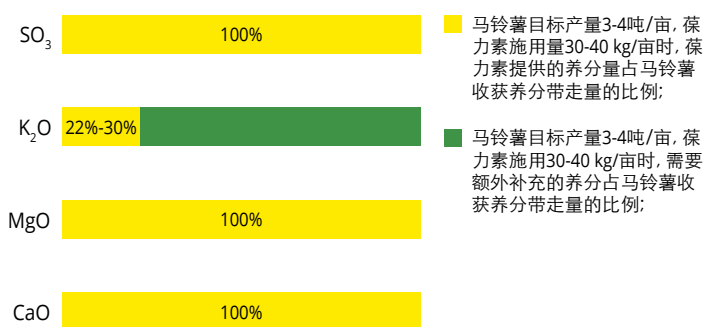 SO₃
100%
K₂O
22%-30%
MgO
100%
CaO
100%
马铃薯目标产量3-4吨/亩, 葆
力素施用量30-40 kg/亩时, 葆
力素提供的养分量占马铃薯
收获养分带走量的比例;
马铃薯目标产量3-4吨/亩, 葆
力素施用30-40 kg/亩时, 需要
额外补充的养分占马铃薯收
获养分带走量的比例;